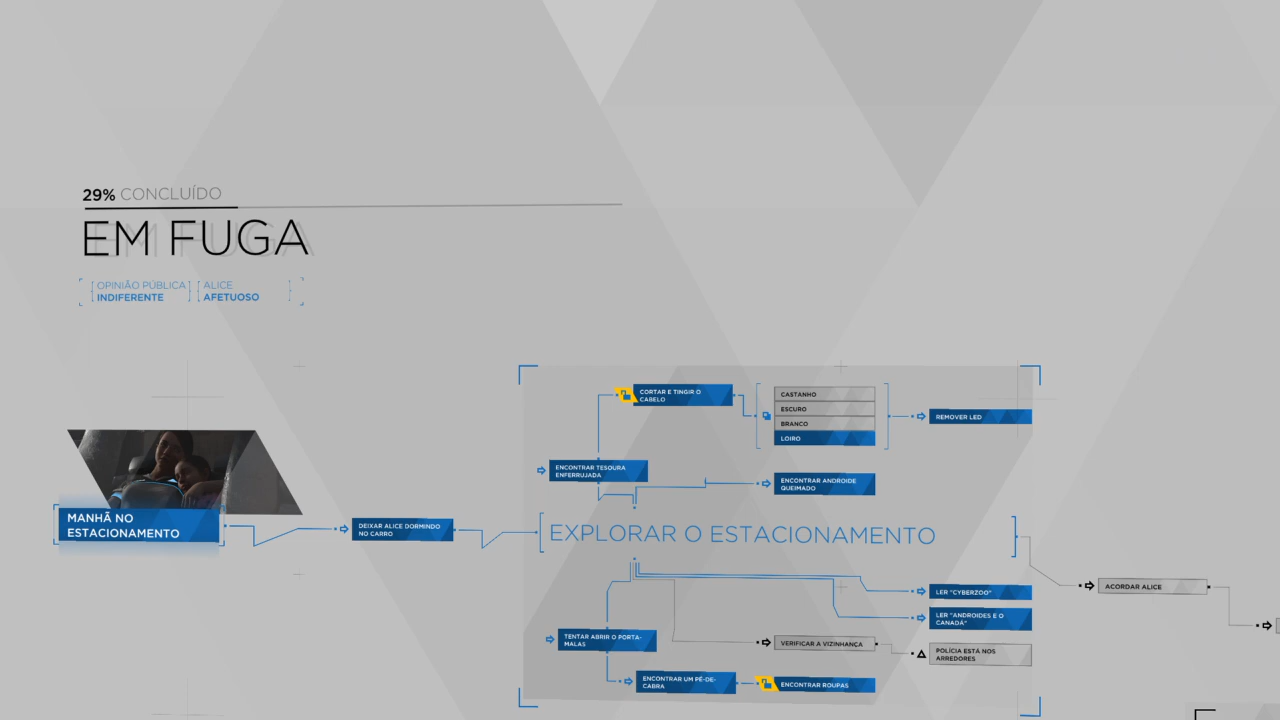 29% CONCLUÍDO
EM FUGA
OPINIÃO PÚBLICA
INDIFERENTE
ALICE
AFETUOSO
MANHÃ NO
ESTACIONAMENTO
DEIXAR ALICE DORMINDO
NO CARRO
CORTAR E TINGIR O
CABELO
CASTANHO
ESCURO
BRANCO
LOIRO
REMOVER LED
ENCONTRAR TESOURA
ENFERRUJADA
ENCONTRAR ANDROIDE
QUEIMADO
EXPLORAR O ESTACIONAMENTO
ACORDAR ALICE
LER "CYBERZOO"
LER "ANDROIDES E O
CANADÁ"
TENTAR ABRIR O PORTA-
MALAS
VERIFICAR A VIZINHANÇA
POLÍCIA ESTÁ NOS
ARREDORES
ENCONTRAR UM PÉ-DE-
CABRA
ENCONTRAR ROUPAS